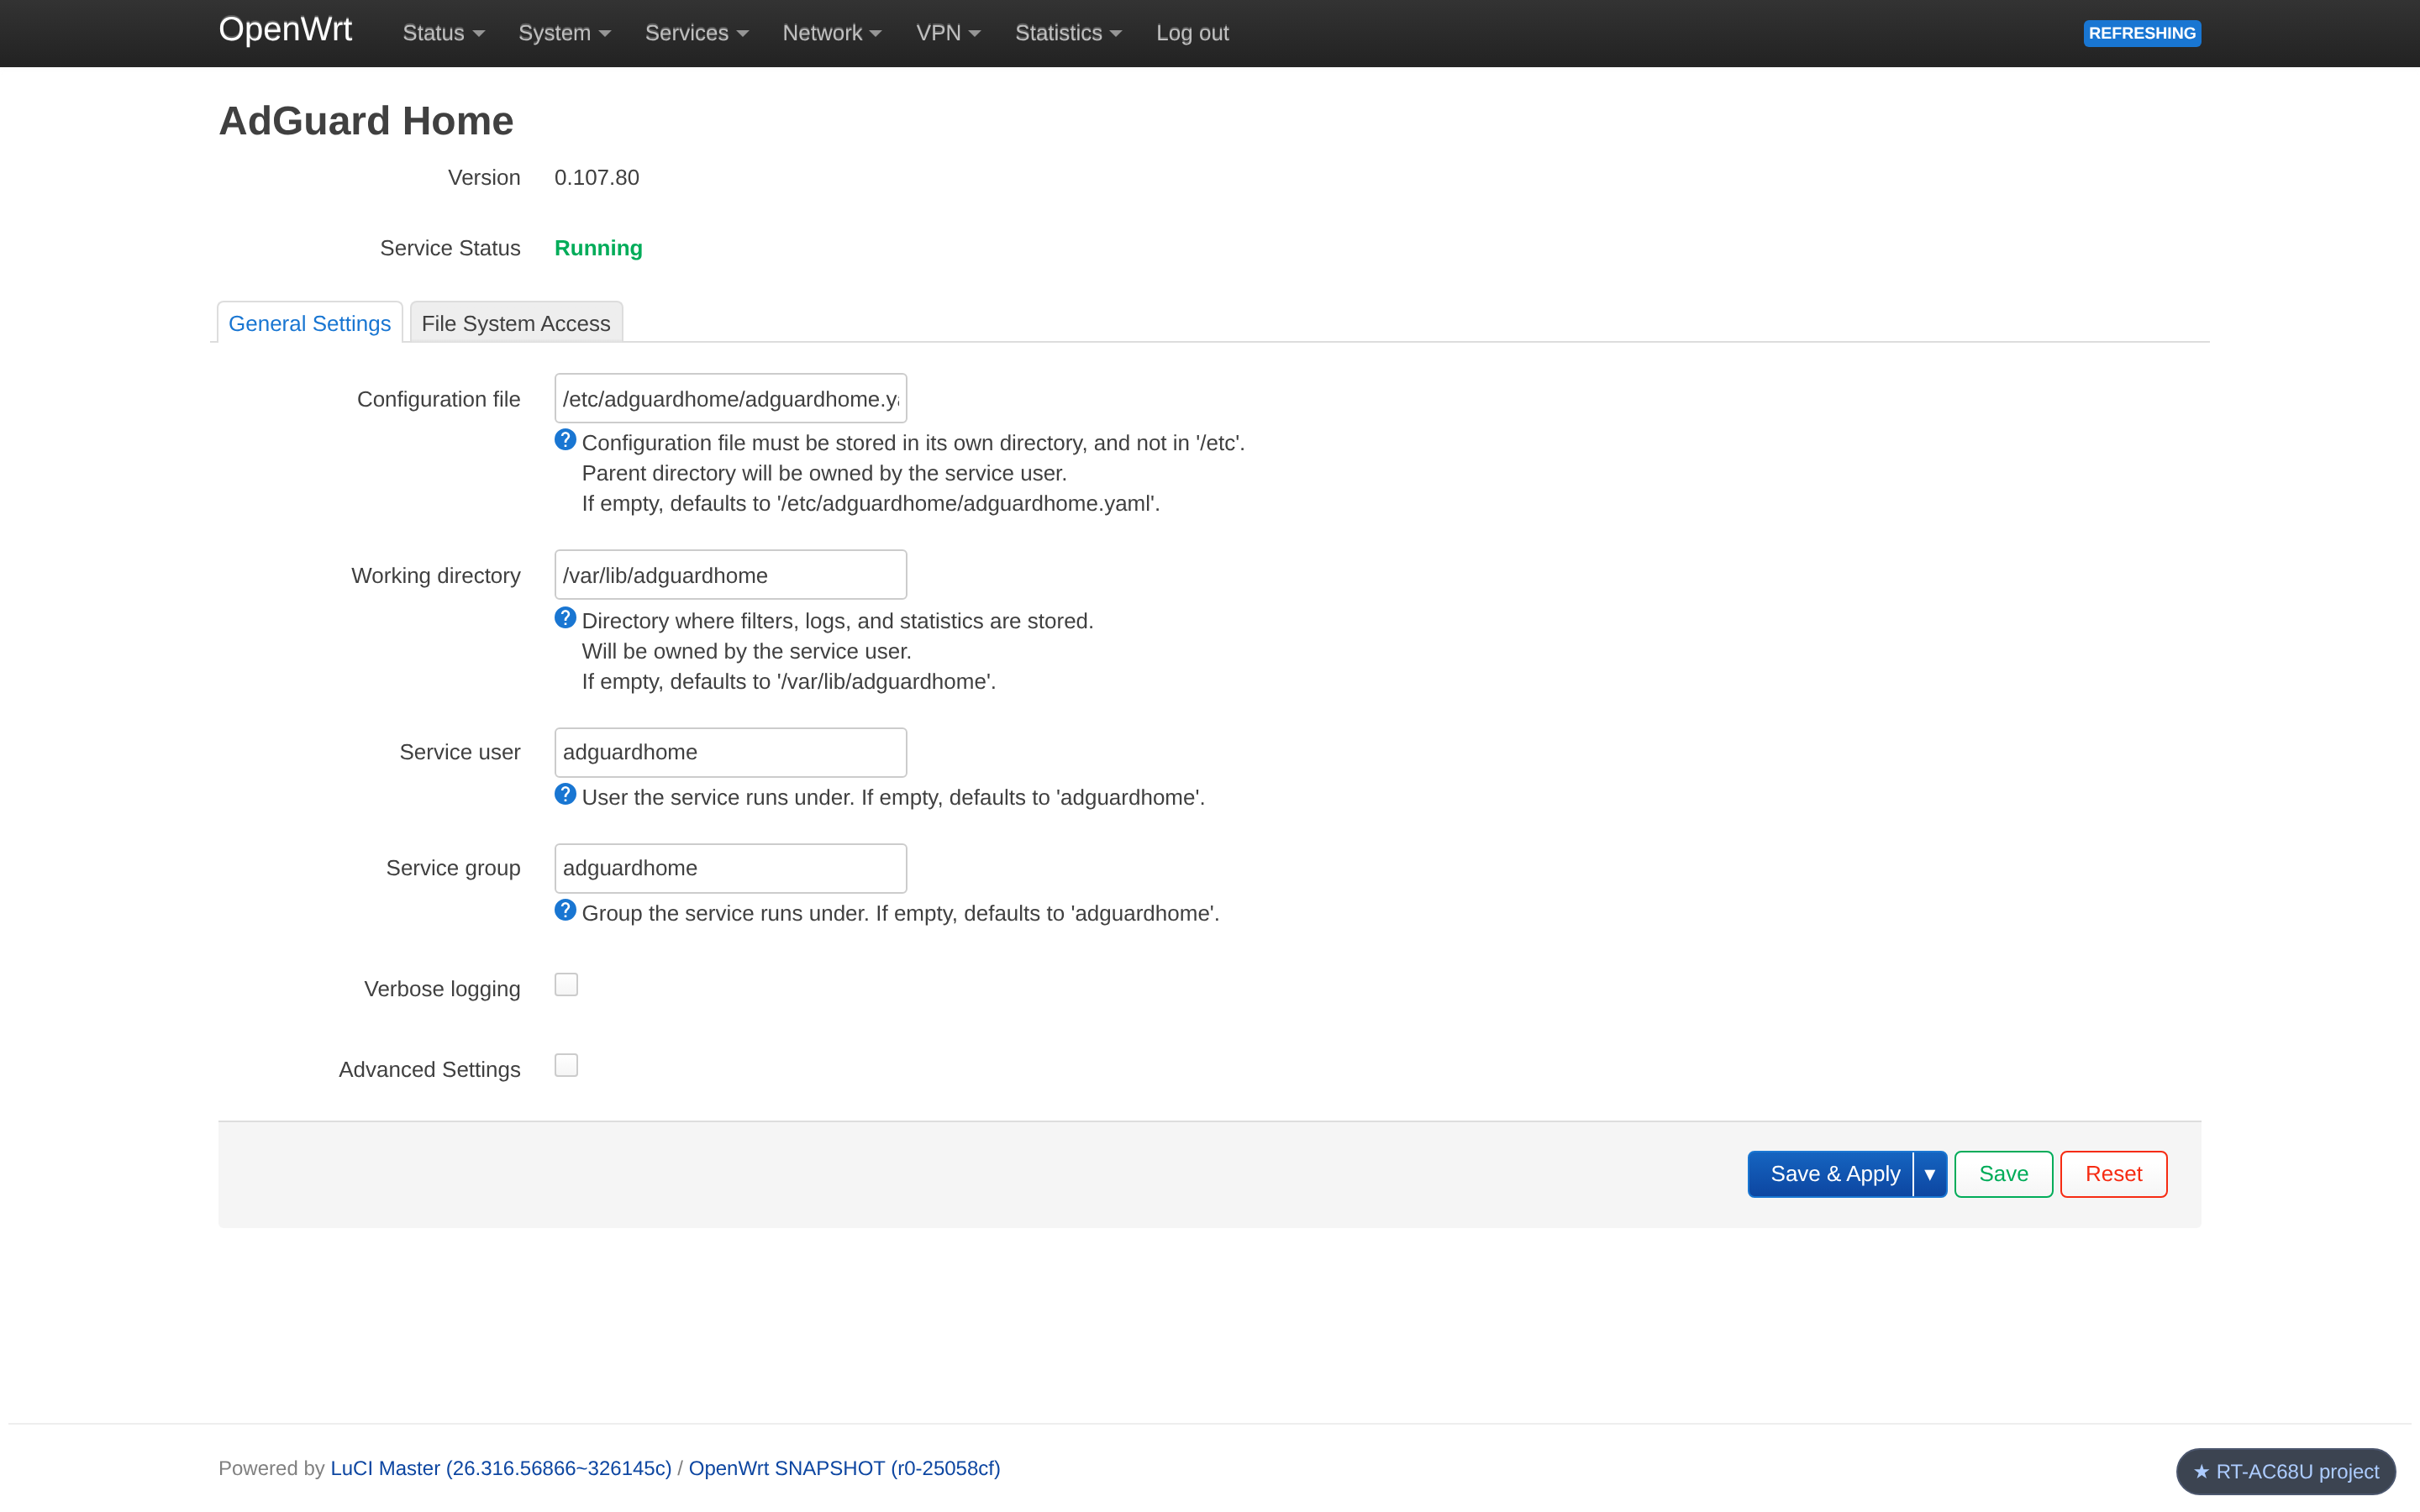 OpenWrt Status System Services Network VPN Statistics Log out REFRESHING
AdGuard Home
Version 0.107.80
Service Status Running
General Settings File System Access
Configuration file /etc/adguardhome/adguardhome.ya
Configuration file must be stored in its own directory, and not in '/etc'.
Parent directory will be owned by the service user.
If empty, defaults to '/etc/adguardhome/adguardhome.yaml'.
Working directory /var/lib/adguardhome
Directory where filters, logs, and statistics are stored.
Will be owned by the service user.
If empty, defaults to '/var/lib/adguardhome'.
Service user adguardhome
User the service runs under. If empty, defaults to 'adguardhome'.
Service group adguardhome
Group the service runs under. If empty, defaults to 'adguardhome'.
Verbose logging
Advanced Settings
Save & Apply ▼ Save Reset
Powered by LuCI Master (26.316.56866~326145c) / OpenWrt SNAPSHOT (r0-25058cf)
★ RT-AC68U project